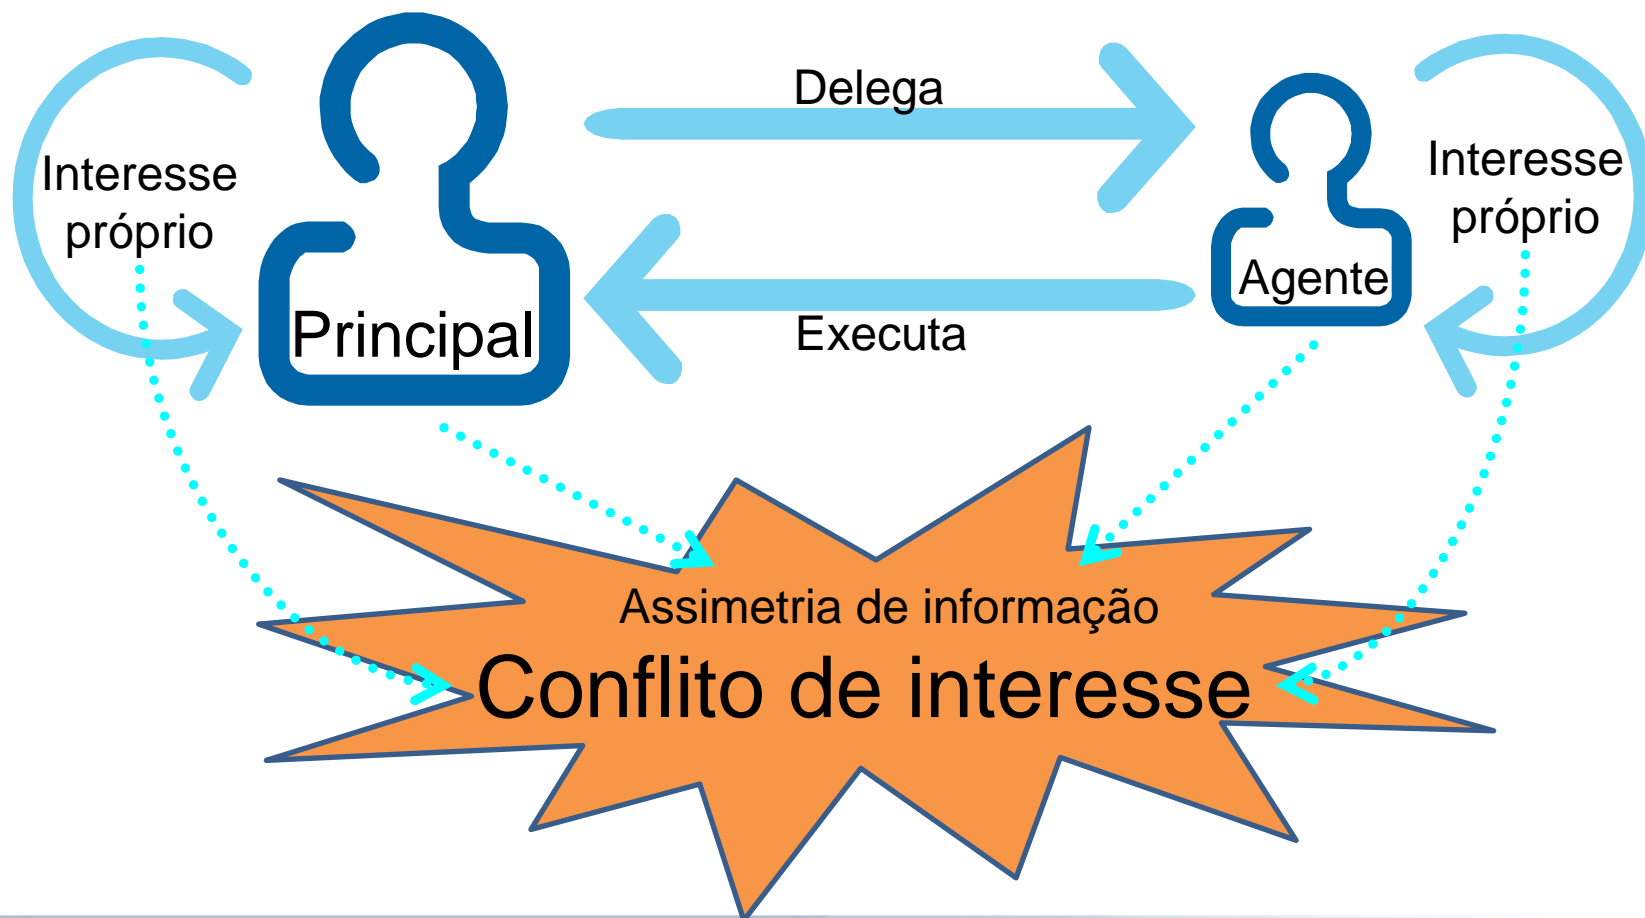 Delega
Interesse
próprio
Principal
Executa
Agente
Interesse
próprio
Assimetria de informação
Conflito de interesse